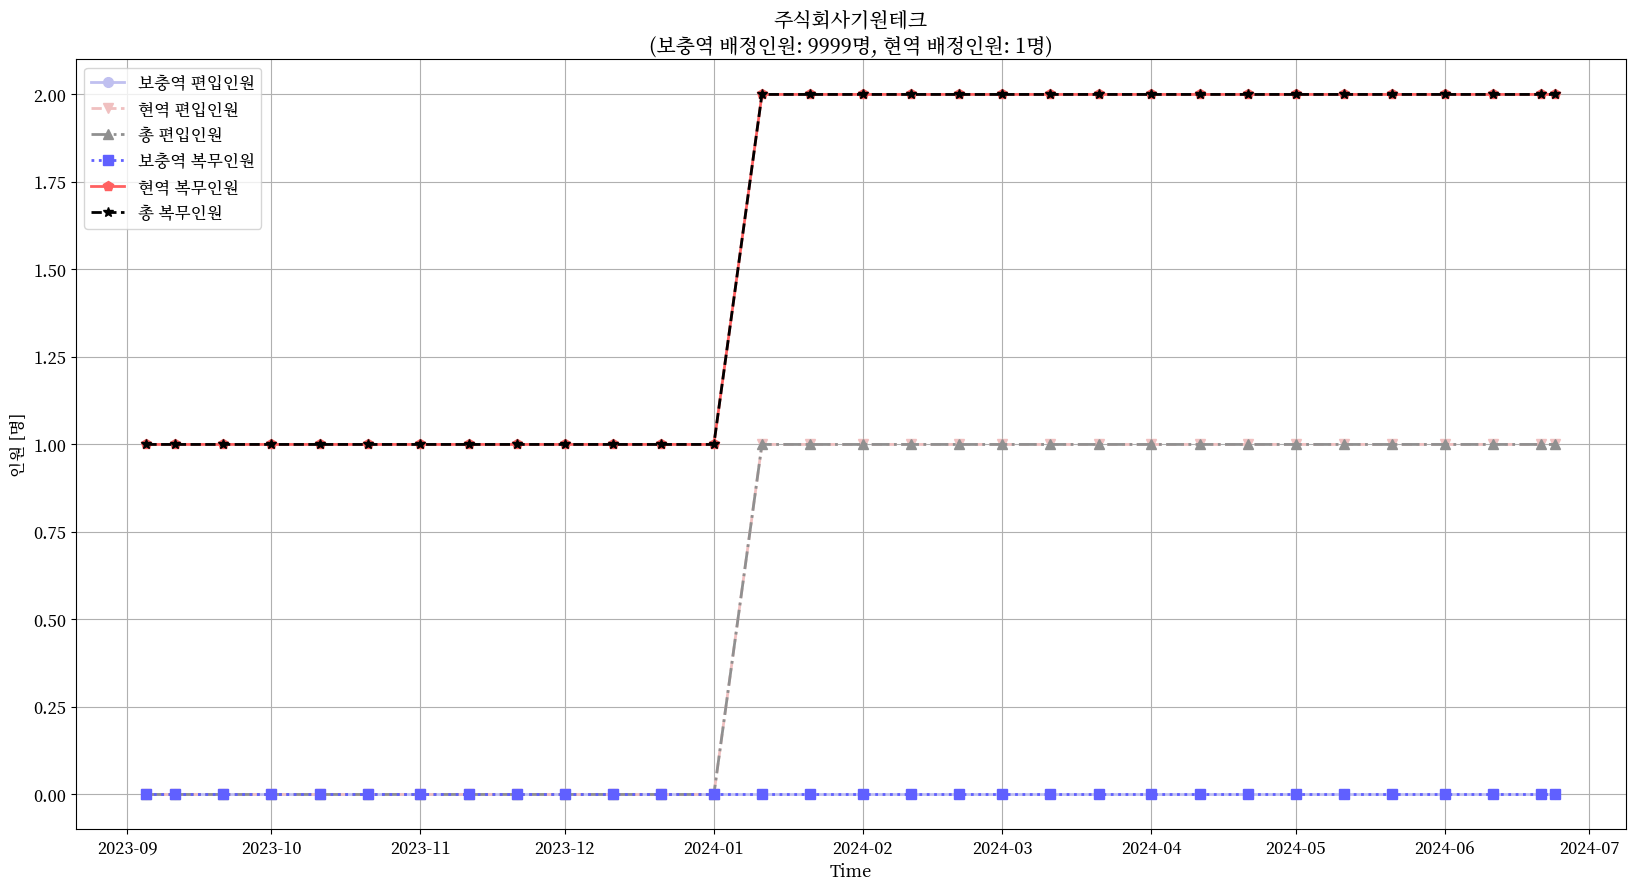 주식회사기원테크
(보충역 배정인원: 9999명, 현역 배정인원: 1명)
보충역 편입인원
현역 편입인원
총 편입인원
보충역 복무인원
현역 복무인원
총 복무인원
인원 [명]
2.00
1.75
1.50
1.25
1.00
0.75
0.50
0.25
0.00
2023-09
2023-10
2023-11
2023-12
2024-01
2024-02
2024-03
2024-04
2024-05
2024-06
2024-07
Time